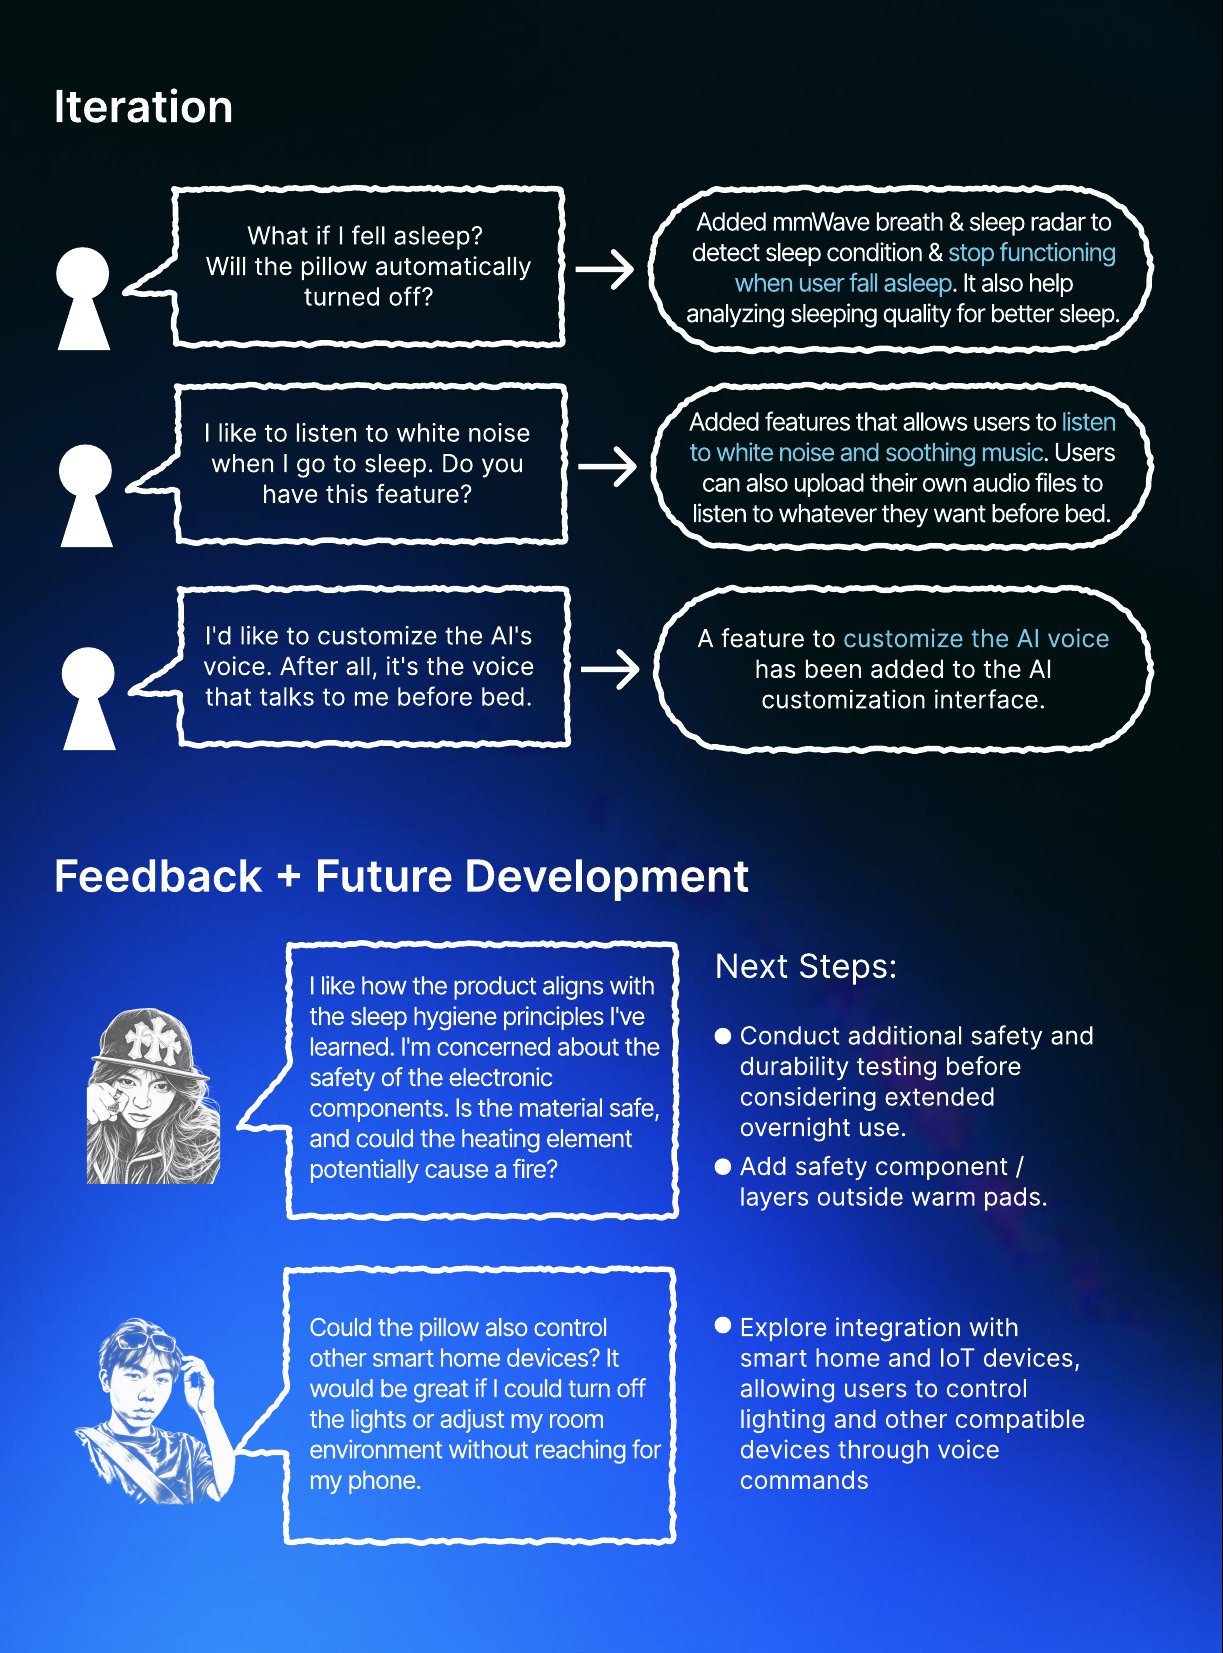 Iteration
What if I fell asleep?
Will the pillow automatically
turned off?
Added mmWave breath & sleep radar to
detect sleep condition & stop functioning
when user fall asleep. It also help
analyzing sleeping quality for better sleep.
I like to listen to white noise
when I go to sleep. Do you
have this feature?
Added features that allows users to listen
to white noise and soothing music. Users
can also upload their own audio files to
listen to whatever they want before bed.
I'd like to customize the AI's
voice. After all, it's the voice
that talks to me before bed.
A feature to customize the AI voice
has been added to the AI
customization interface.
Feedback + Future Development
I like how the product aligns with
the sleep hygiene principles I've
learned. I'm concerned about the
safety of the electronic
components. Is the material safe,
and could the heating element
potentially cause a fire?
Next Steps:
Conduct additional safety and
durability testing before
considering extended
overnight use.
Add safety component /
layers outside warm pads.
Could the pillow also control
other smart home devices? It
would be great if I could turn off
the lights or adjust my room
environment without reaching for
my phone.
Explore integration with
smart home and IoT devices,
allowing users to control
lighting and other compatible
devices through voice
commands